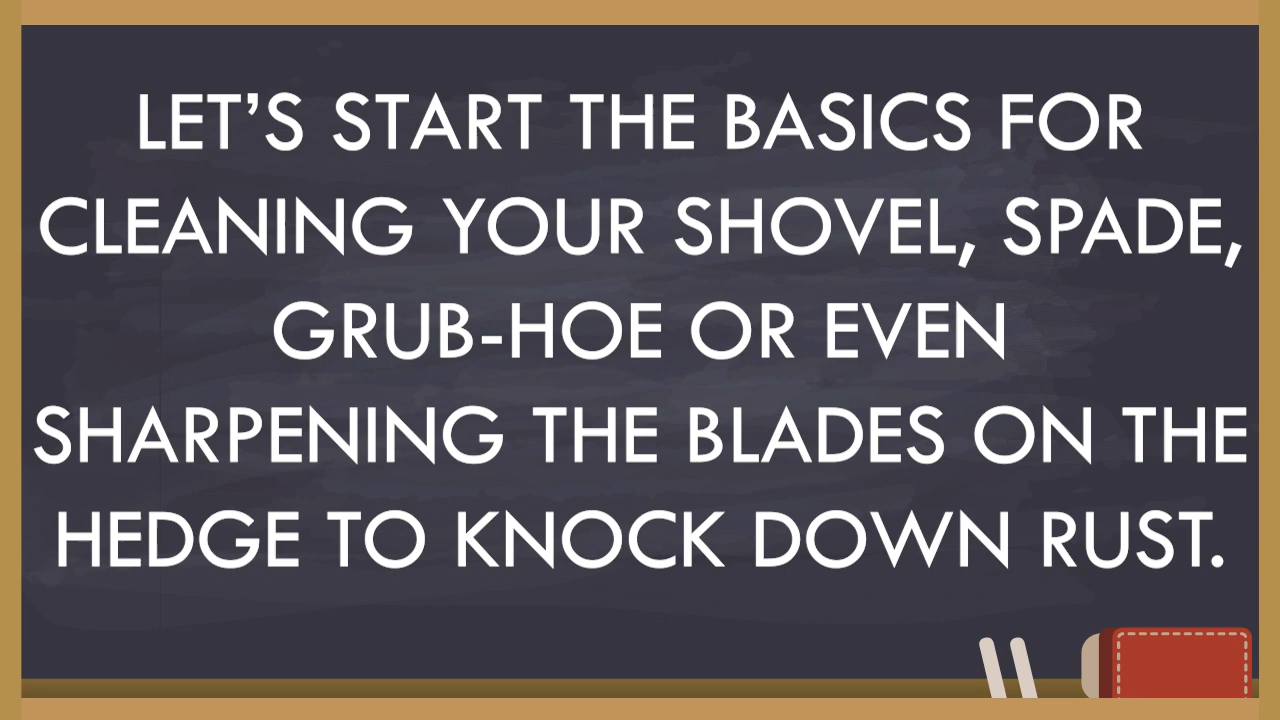 LET’S START THE BASICS FOR
CLEANING YOUR SHOVEL, SPADE,
GRUB-HOE OR EVEN
SHARPENING THE BLADES ON THE
HEDGE TO KNOCK DOWN RUST.